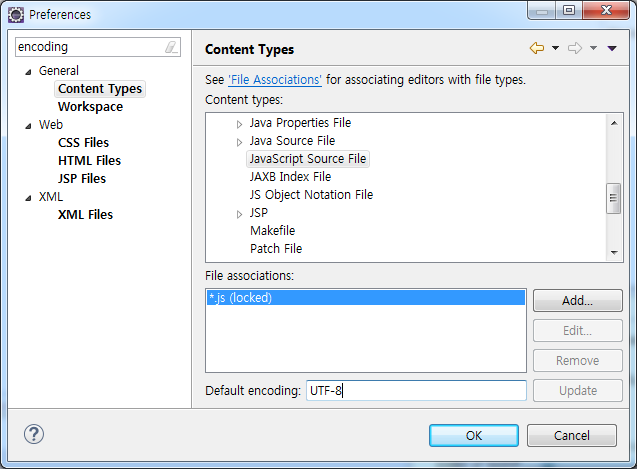 Preferences
encoding
General
Content Types
Workspace
Web
CSS Files
HTML Files
JSP Files
XML
XML Files
Content Types
See 'File Associations' for associating editors with file types.
Content types:
Java Properties File
Java Source File
JavaScript Source File
JAXB Index File
JS Object Notation File
JSP
Makefile
Patch File
File associations:
*.js (locked)
Add...
Edit...
Remove
Default encoding: UTF-8
Update
?
OK
Cancel